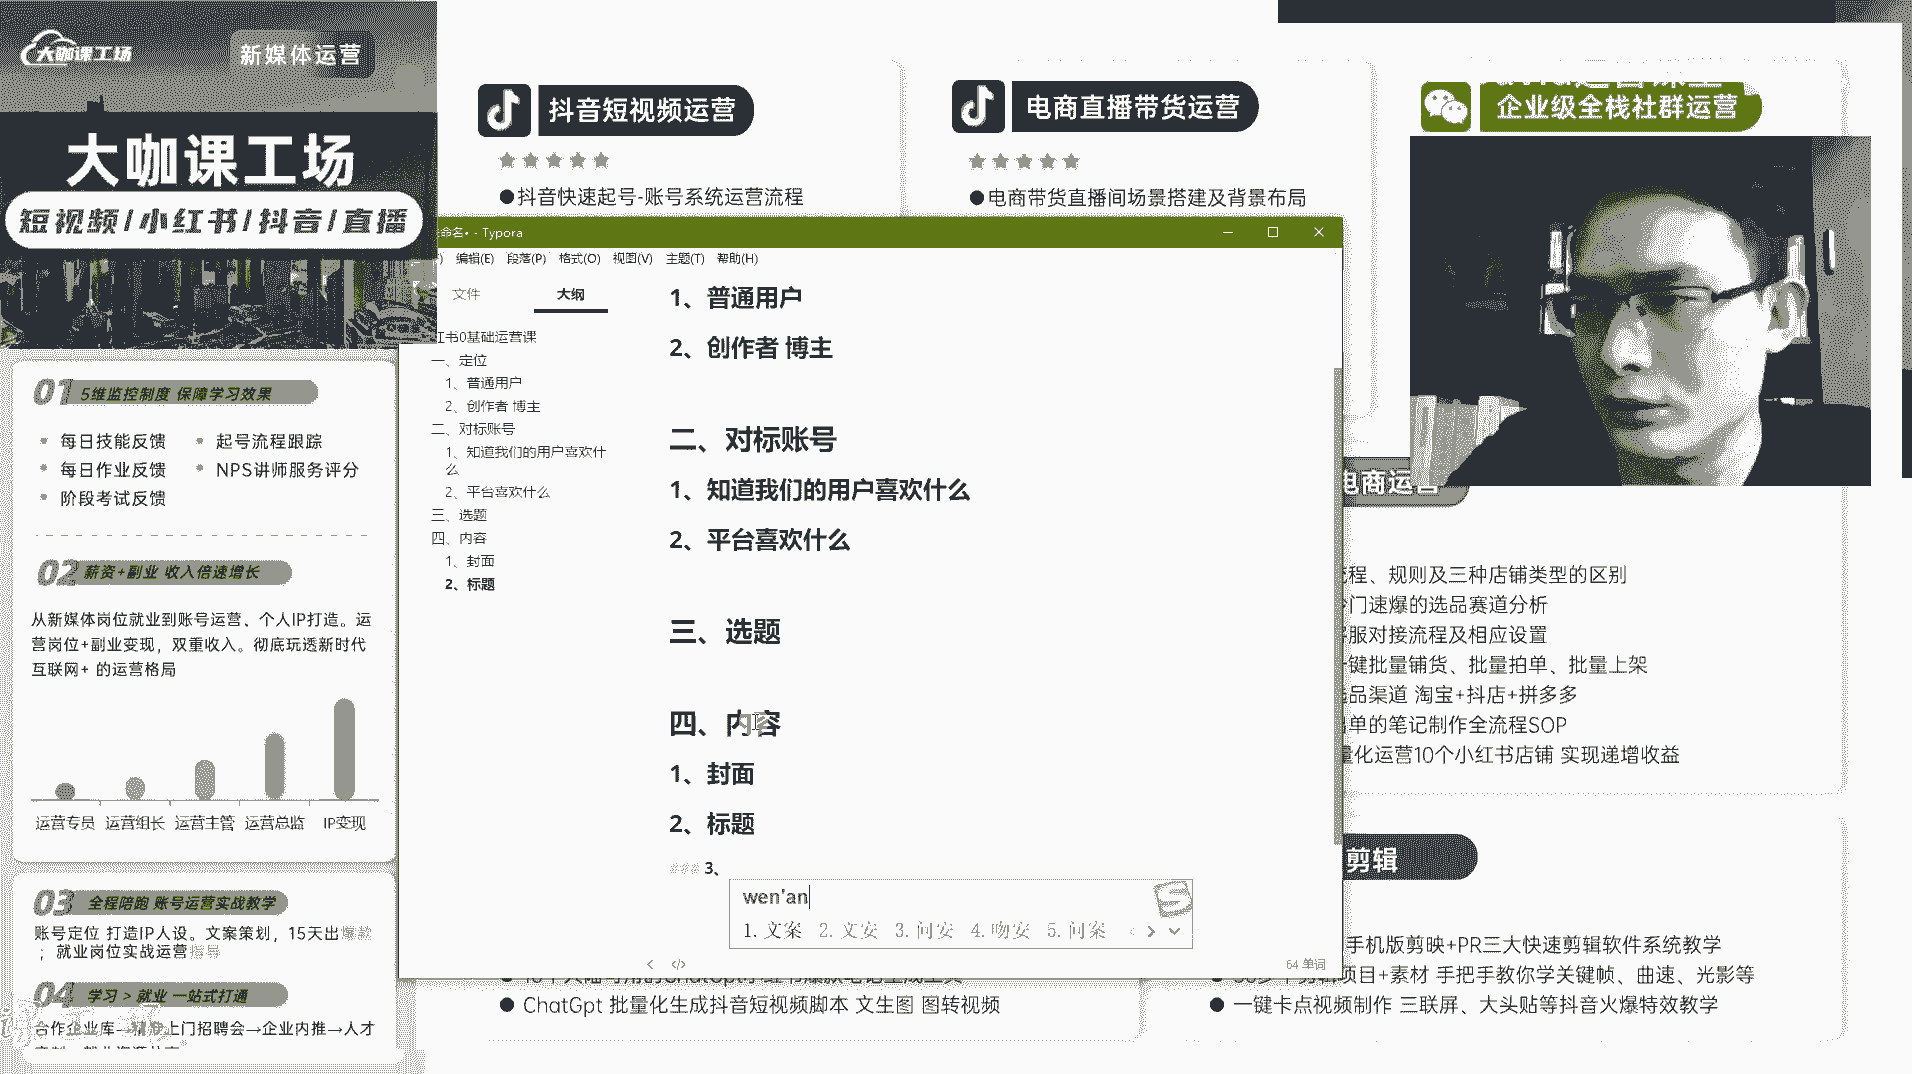 大咖课工场
新媒体运营
大咖课工场
短视频/小红书/抖音/直播
01 5维监控制度 保障学习效果
每日技能反馈
起号流程跟踪
每日作业反馈
NPS讲师服务评分
阶段考试反馈
02 薪资+副业 收入倍速增长
从新媒体岗位就业到账号运营、个人IP打造。运
营岗位+副业变现，双重收入。彻底玩透新时代
互联网+ 的运营格局
运营专员 运营组长 运营主管 运营总监 IP变现
03 全程陪跑 账号运营实战教学
账号定位 打造IP人设。文案策划，15天出爆款
；就业岗位实战运营指导
04 学习 > 就业 一站式打通
合作企业库→精准上门招聘会→企业内推→人才
抖音短视频运营
●抖音快速起号-账号系统运营流程
电商直播带货运营
●电商带货直播间场景搭建及背景布局
企业级全栈社群运营
命名• - Typora
编辑(E) 段落(P) 格式(O) 视图(V) 主题(T) 帮助(H)
文件 大纲
书0基础运营课
一、定位
1、普通用户
2、创作者 博主
二、对标账号
1、知道我们的用户喜欢什
么
2、平台喜欢什么
三、选题
四、内容
1、封面
2、标题
1、普通用户
2、创作者 博主
二、对标账号
1、知道我们的用户喜欢什么
2、平台喜欢什么
三、选题
四、内容
1、封面
2、标题
### 3、
wen'an
1. 文案 2. 文安 3. 问安 4. 吻安 5. 问案
64 单词
电商运营
程、规则及三种店铺类型的区别
门速爆的选品赛道分析
服对接流程及相应设置
键批量铺货、批量拍单、批量上架
品渠道 淘宝+抖店+拼多多
单的笔记制作全流程SOP
量化运营10个小红书店铺 实现递增收益
剪辑
手机版剪映+PR三大快速剪辑软件系统教学
项目+素材 手把手教你学关键帧、曲速、光影等
● 一键卡点视频制作 三联屏、大头贴等抖音火爆特效教学
● ChatGpt 批量化生成抖音短视频脚本 文生图 图转视频